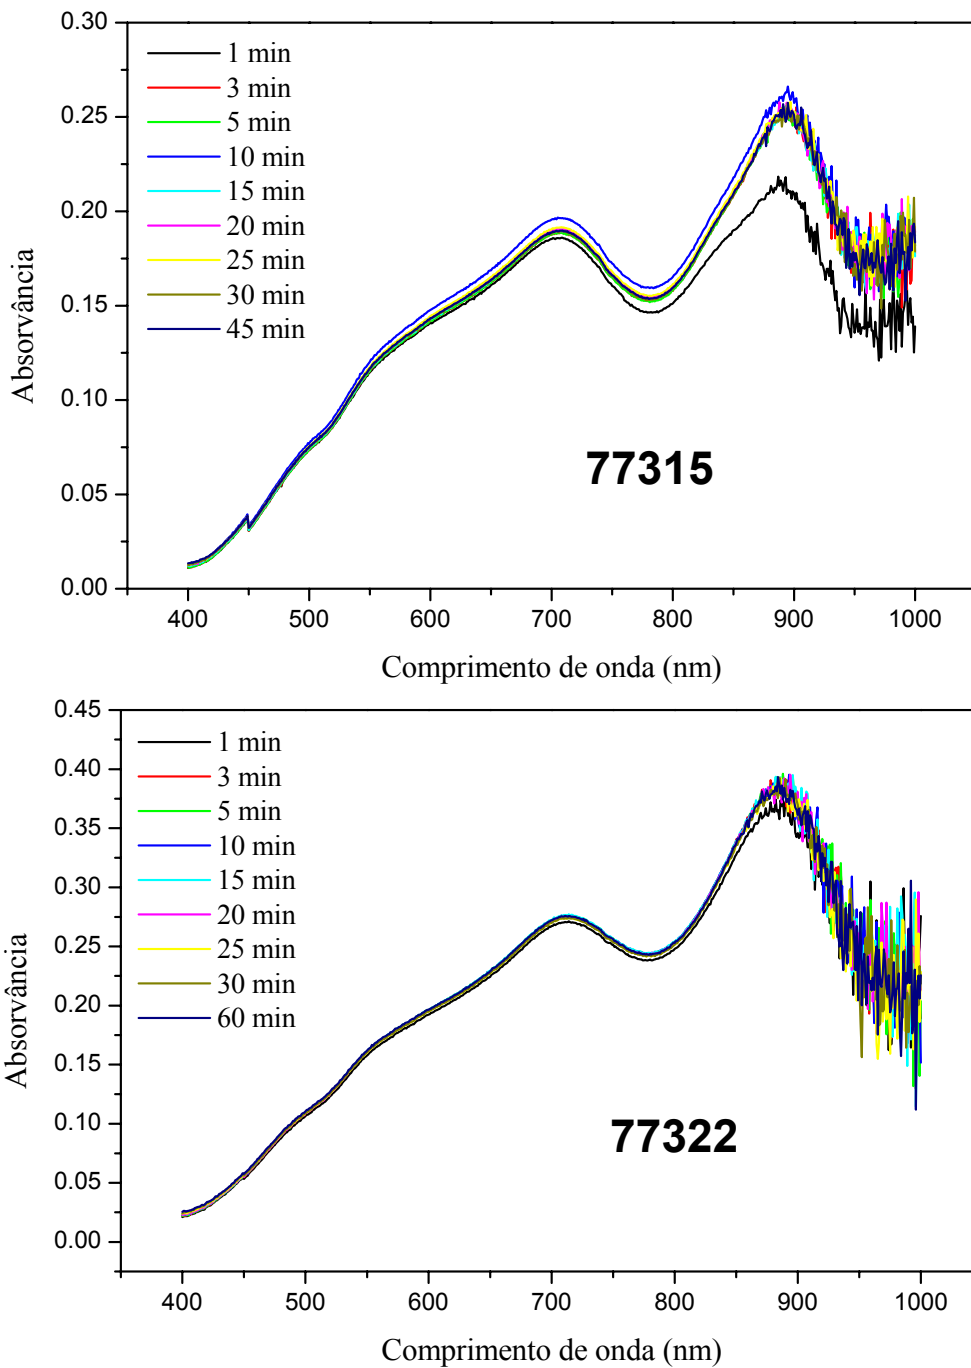 0.30
0.25
0.20
0.15
0.10
0.05
0.00
Absorvância
1 min
3 min
5 min
10 min
15 min
20 min
25 min
30 min
45 min
77315
400 500 600 700 800 900 1000
Comprimento de onda (nm)
0.45
0.40
0.35
0.30
0.25
0.20
0.15
0.10
0.05
0.00
Absorvância
1 min
3 min
5 min
10 min
15 min
20 min
25 min
30 min
60 min
77322
400 500 600 700 800 900 1000
Comprimento de onda (nm)